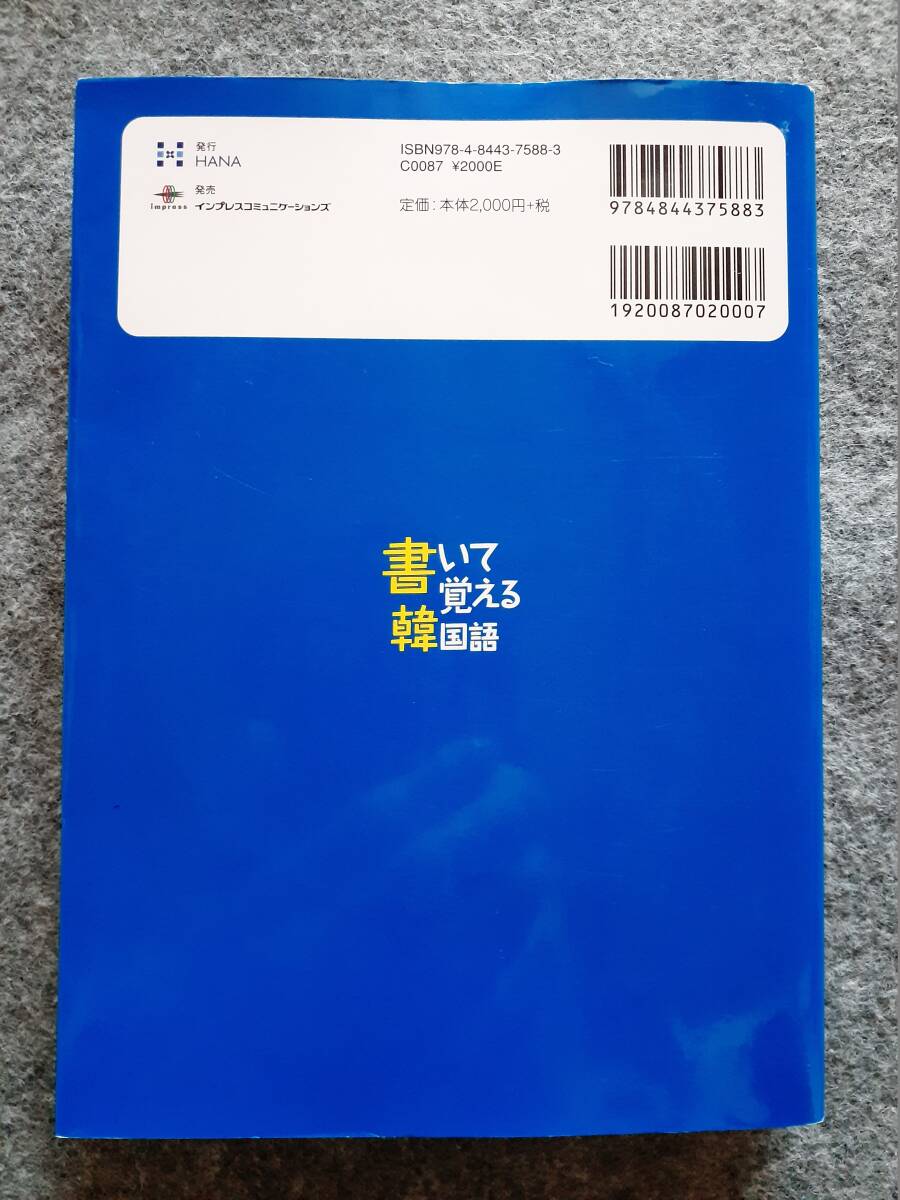 発行
HANA
impress
発売
インプレスコミュニケーションズ
ISBN978-4-8443-7588-3
C0087 ¥2000E
定価:本体2,000円+税
9784844375883
1920087020007
書いて
覚える
韓国語